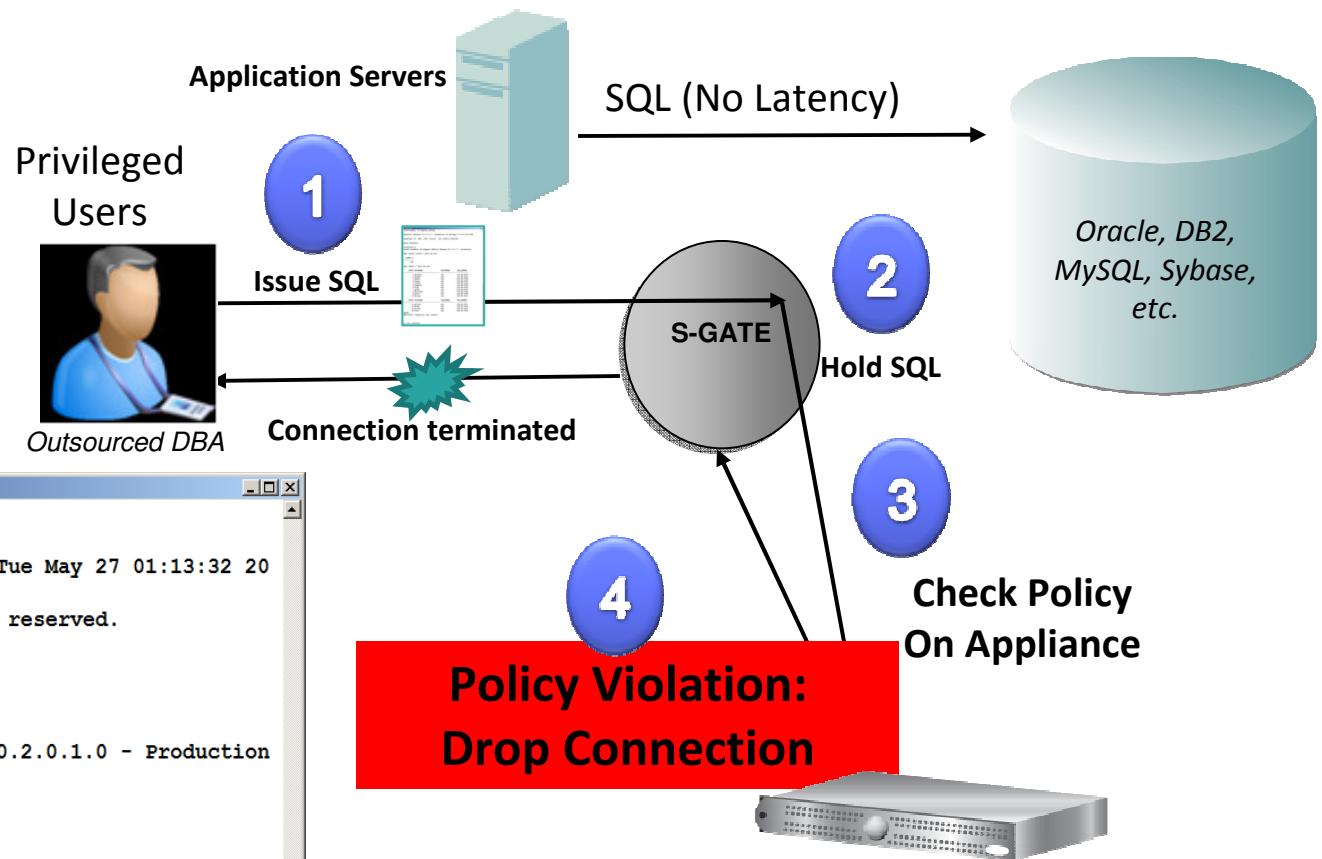 Application Servers
SQL (No Latency)
Privileged
Users
1
Issue SQL
S-GATE
2
Hold SQL
Oracle, DB2,
MySQL, Sybase,
etc.
Connection terminated
Outsourced DBA
3
Check Policy
On Appliance
4
Policy Violation:
Drop Connection
Tue May 27 01:13:32 20
reserved.
0.2.0.1.0 - Production